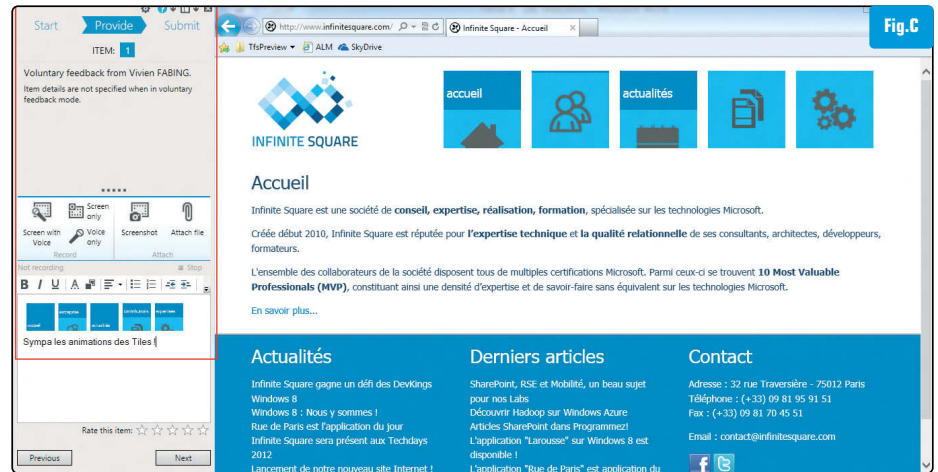 Fig.C
Start
Provide
Submit
ITEM: 1
Voluntary feedback from Vivien FABING.
Item details are not specified when in voluntary
feedback mode.
Screen with
Voice
Screen
only
Voice
only
Record
Screenshot
Attach file
Attach
Not recording
Stop
B I U A
accueil
entreprise
actualités
contributions
expertises
Sympa les animations des Tiles !
Rate this item:
Previous
Next
http://www.infinitesquare.com/
Infinite Square - Accueil
TfsPreview
ALM
SkyDrive
INFINITE SQUARE
accueil
actualités
Accueil
Infinite Square est une société de conseil, expertise, réalisation, formation, spécialisée sur les technologies Microsoft.
Créée début 2010, Infinite Square est réputée pour l'expertise technique et la qualité relationnelle de ses consultants, architectes, développeurs,
formateurs.
L'ensemble des collaborateurs de la société disposent tous de multiples certifications Microsoft. Parmi ceux-ci se trouvent 10 Most Valuable
Professionals (MVP), constituant ainsi une densité d'expertise et de savoir-faire sans équivalent sur les technologies Microsoft.
En savoir plus...
Actualités
Infinite Square gagne un défi des DevKings
Windows 8
Windows 8 : Nous y sommes !
Rue de Paris est l'application du jour
Infinite Square sera présent aux Techdays
2012
Lancement de notre nouveau site Internet !
Derniers articles
SharePoint, RSE et Mobilité, un beau sujet
pour nos Labs
Découvrir Hadoop sur Windows Azure
Articles SharePoint dans Programmez!
L'application "Larousse" sur Windows 8 est
disponible !
L'application "Rue de Paris" est application du
Contact
Adresse : 32 rue Traversière - 75012 Paris
Téléphone : (+33) 09 81 95 91 51
Fax : (+33) 09 81 70 45 51
Email : contact@infinitesquare.com